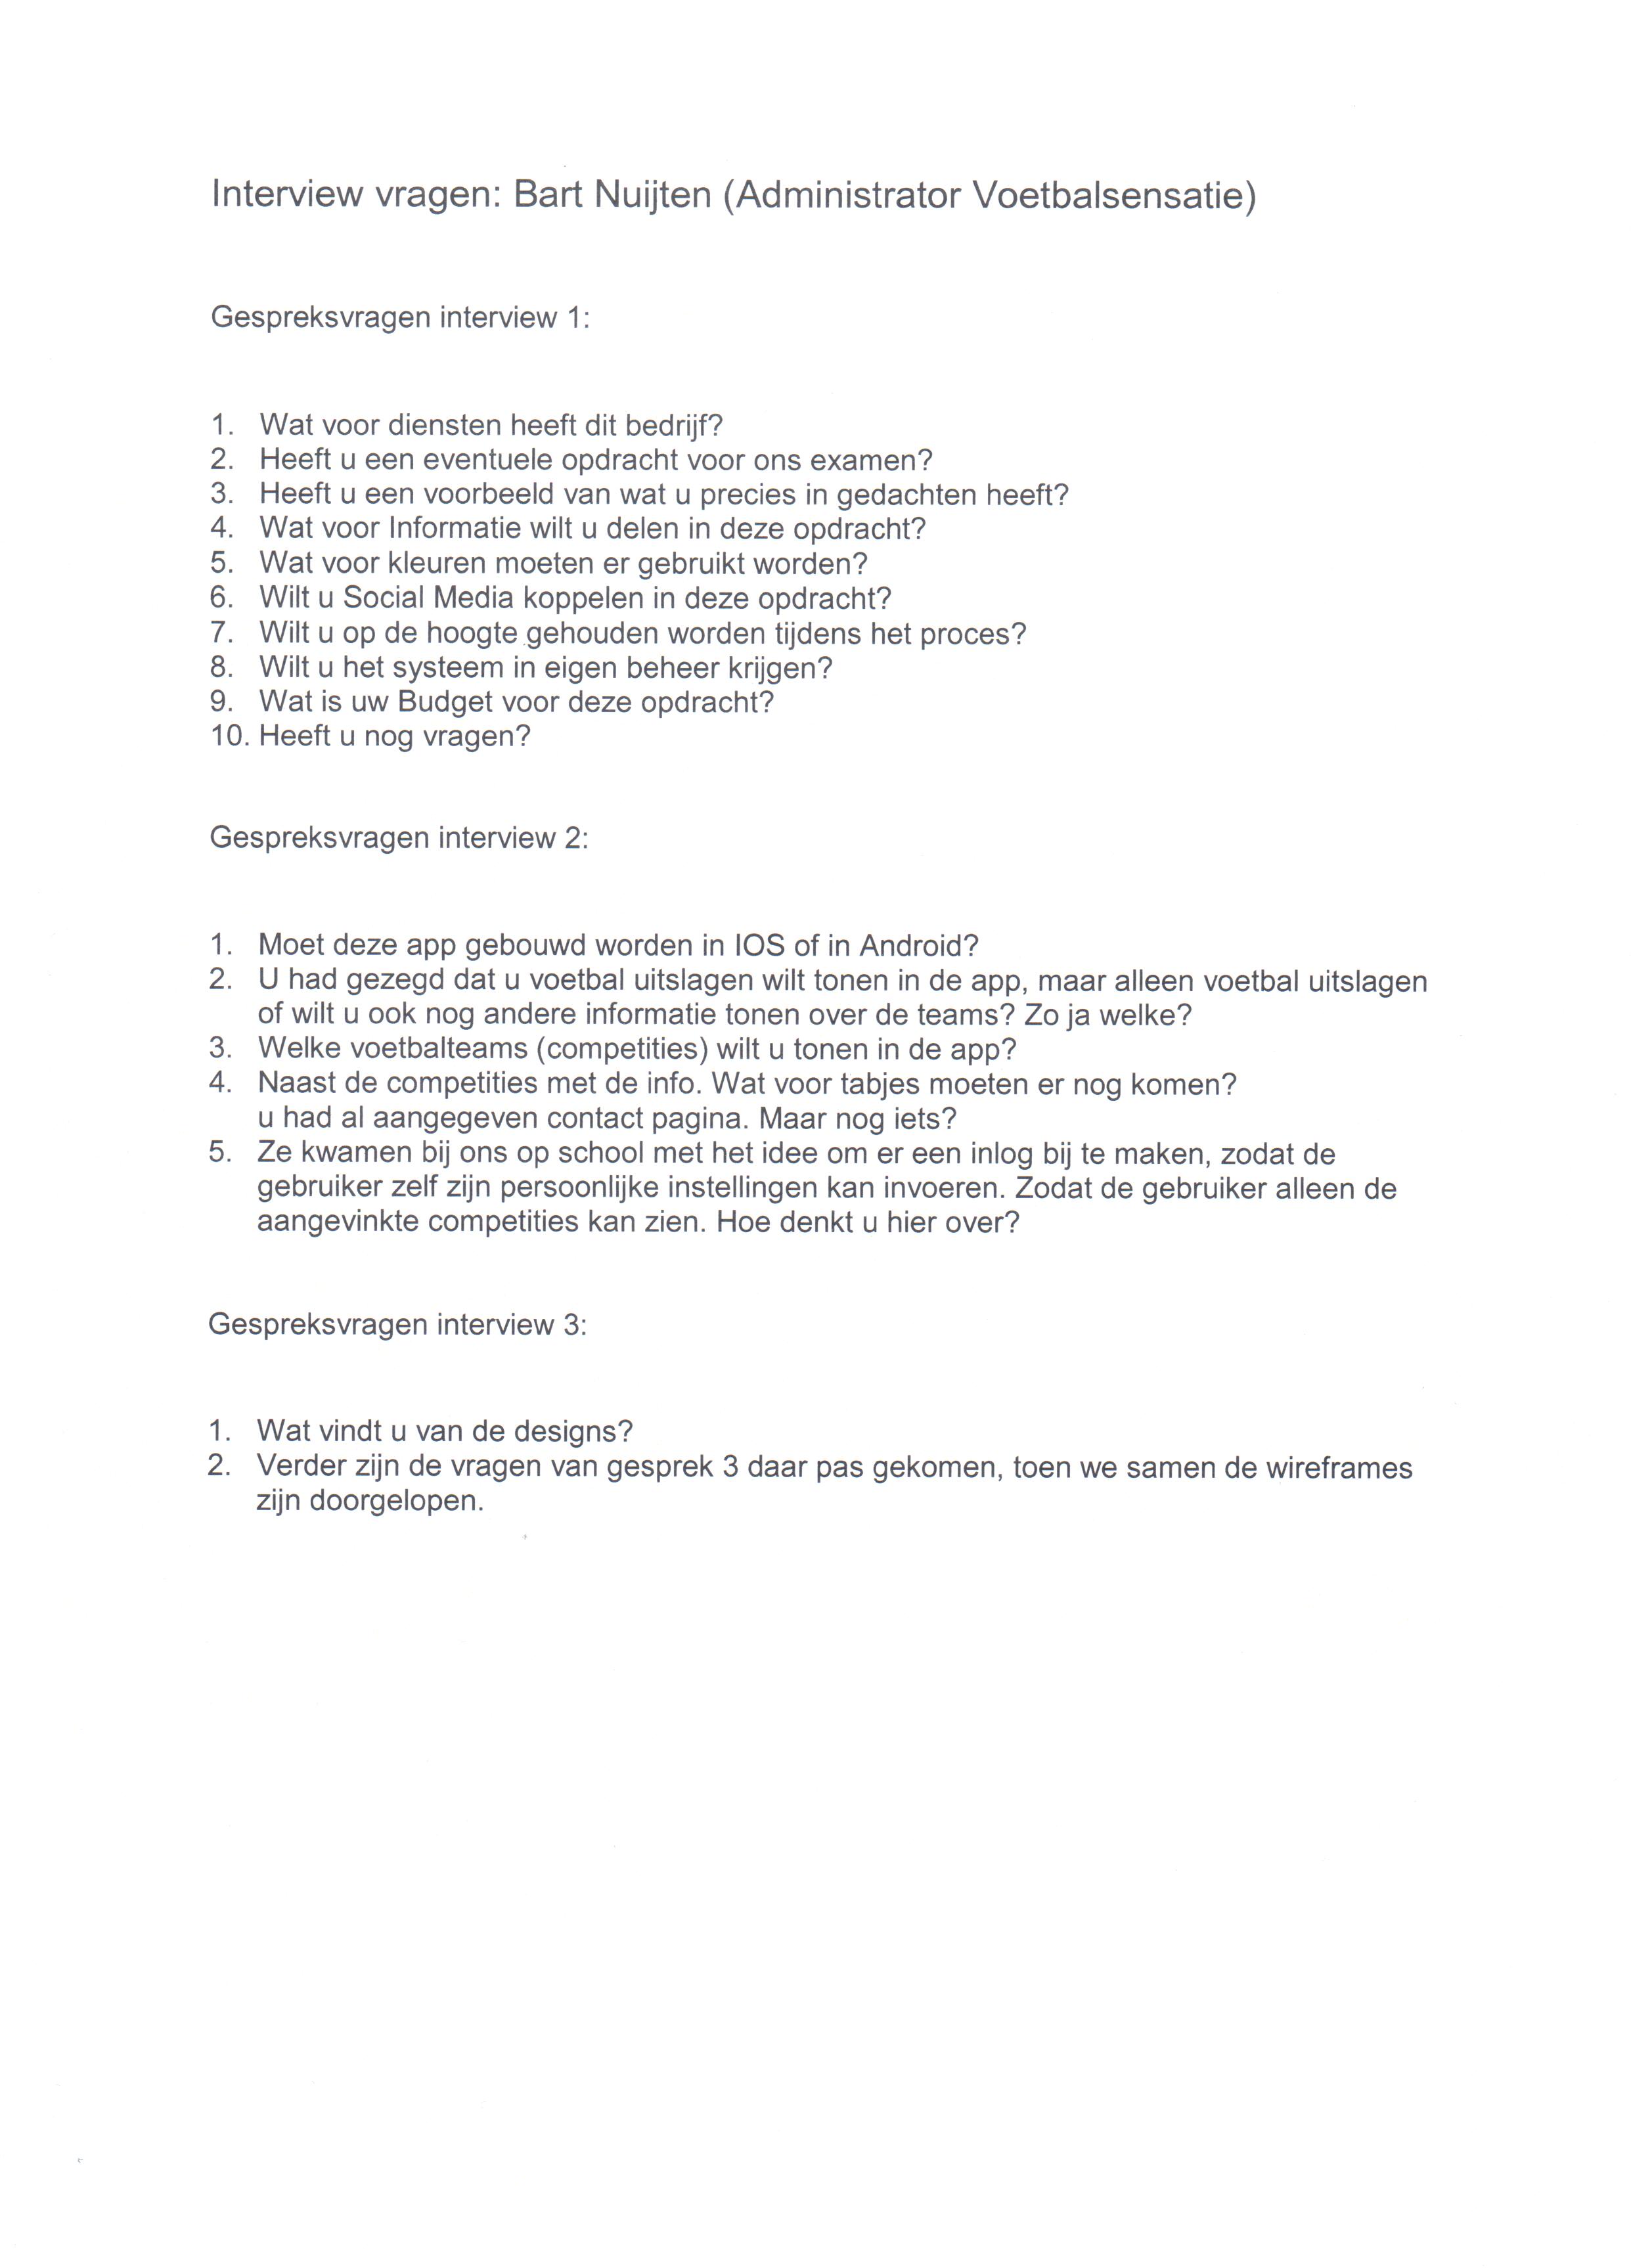 Interview vragen: Bart Nuijten (Administrator Voetbalsensatie)
Gespreksvragen interview 1:
1. Wat voor diensten heeft dit bedrijf?
2. Heeft u een eventuele opdracht voor ons examen?
3. Heeft u een voorbeeld van wat u precies in gedachten heeft?
4. Wat voor Informatie wilt u delen in deze opdracht?
5. Wat voor kleuren moeten er gebruikt worden?
6. Wilt u Social Media koppelen in deze opdracht?
7. Wilt u op de hoogte gehouden worden tijdens het proces?
8. Wilt u het systeem in eigen beheer krijgen?
9. Wat is uw Budget voor deze opdracht?
10. Heeft u nog vragen?
Gespreksvragen interview 2:
1. Moet deze app gebouwd worden in IOS of in Android?
2. U had gezegd dat u voetbal uitslagen wilt tonen in de app, maar alleen voetbal uitslagen
of wilt u ook nog andere informatie tonen over de teams? Zo ja welke?
3. Welke voetbalteams (competities) wilt u tonen in de app?
4. Naast de competities met de info. Wat voor tabjes moeten er nog komen?
u had al aangegeven contact pagina. Maar nog iets?
5. Ze kwamen bij ons op school met het idee om er een inlog bij te maken, zodat de
gebruiker zelf zijn persoonlijke instellingen kan invoeren. Zodat de gebruiker alleen de
aangevinkte competities kan zien. Hoe denkt u hier over?
Gespreksvragen interview 3:
1. Wat vindt u van de designs?
2. Verder zijn de vragen van gesprek 3 daar pas gekomen, toen we samen de wireframes
zijn doorgelopen.